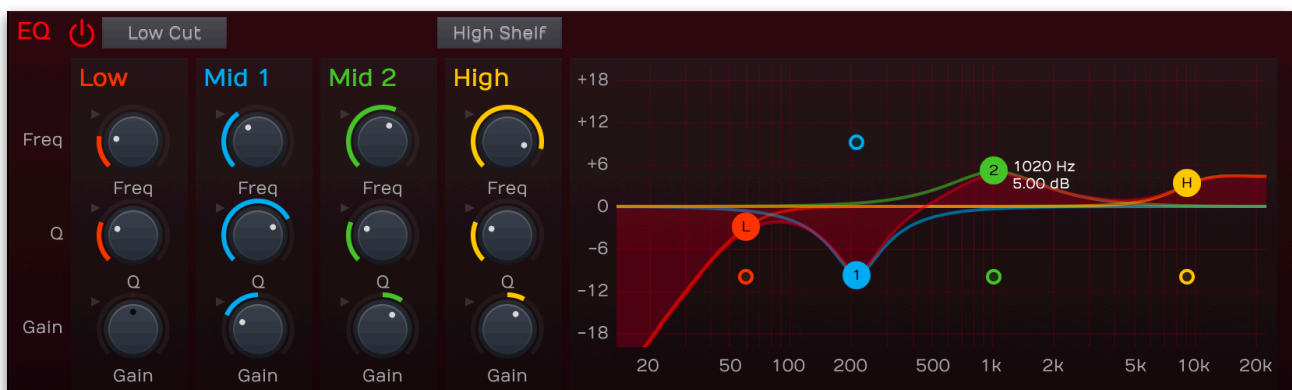 EQ Low Cut High Shelf
Low Mid 1 Mid 2 High
Freq
Freq Freq Freq Freq
Q
Q Q Q Q
Gain
Gain Gain Gain Gain
+18
+12
+6
0
−6
−12
−18
2 1020 Hz
5.00 dB
H
L
1
20 50 100 200 500 1k 2k 5k 10k 20k